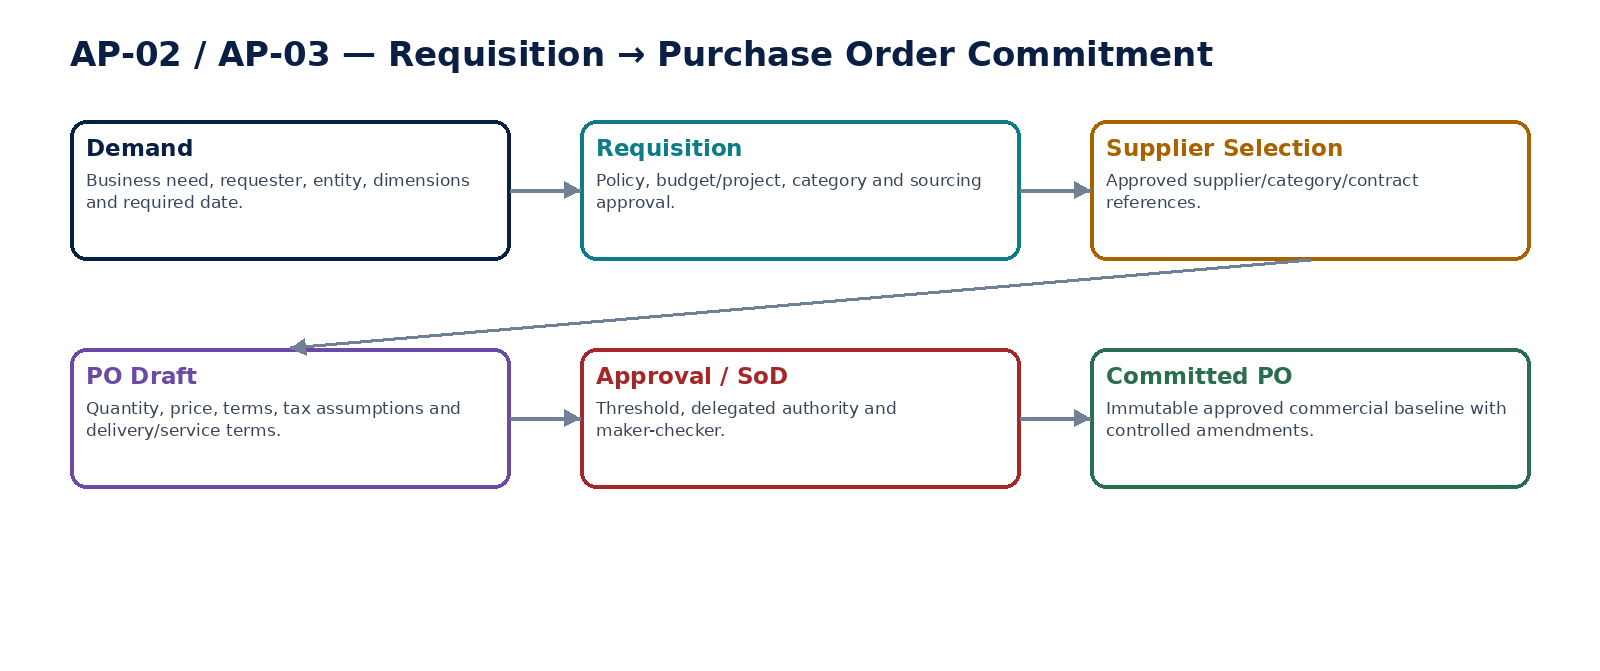 AP-02 / AP-03 — Requisition → Purchase Order Commitment
Demand
Business need, requester, entity, dimensions
and required date.
Requisition
Policy, budget/project, category and sourcing
approval.
Supplier Selection
Approved supplier/category/contract
references.
PO Draft
Quantity, price, terms, tax assumptions and
delivery/service terms.
Approval / SoD
Threshold, delegated authority and
maker-checker.
Committed PO
Immutable approved commercial baseline with
controlled amendments.